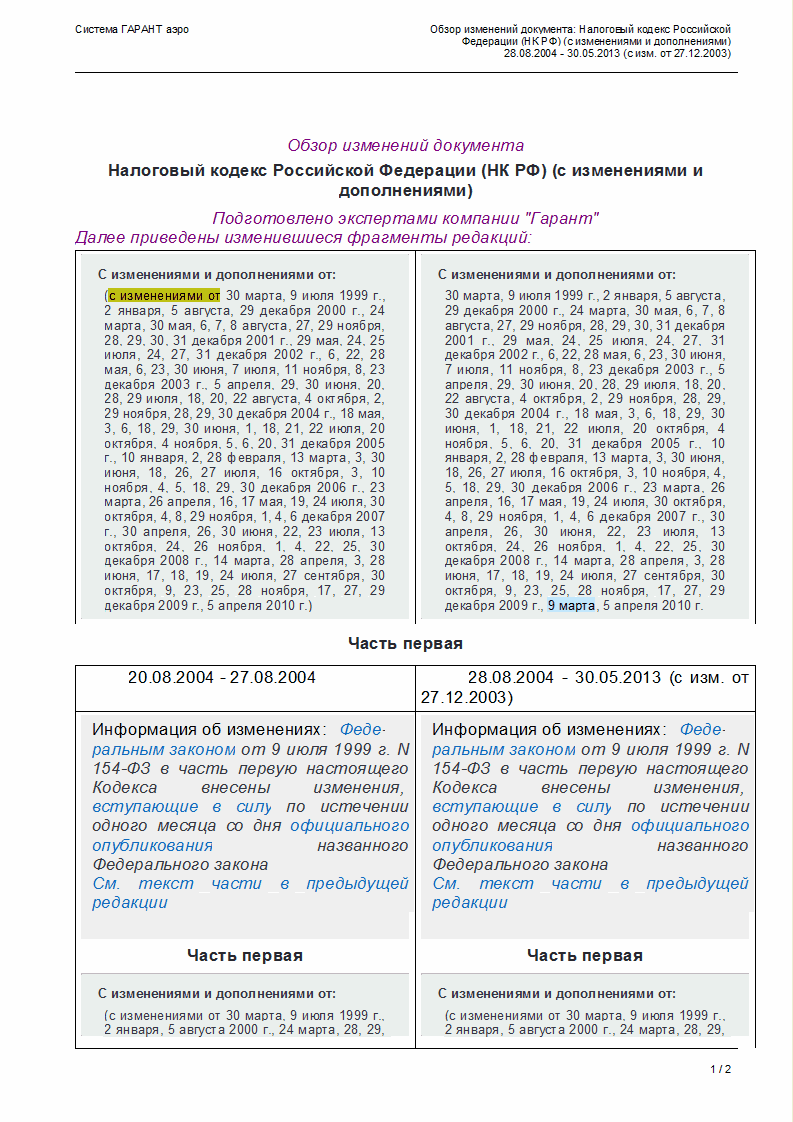 Система ГАРАНТ аэро
Обзор изменений документа: Налоговый кодекс Российской
Федерации (НК РФ) (с изменениями и дополнениями)
28.08.2004 - 30.05.2013 (с изм. от 27.12.2003)
Обзор изменений документа
Налоговый кодекс Российской Федерации (НК РФ) (с изменениями и
дополнениями)
Подготовлено экспертами компании "Гарант"
Далее приведены изменившиеся фрагменты редакций:
С изменениями и дополнениями от:
(с изменениями от 30 марта, 9 июля 1999 г.,
2 января, 5 августа, 29 декабря 2000 г., 24
марта, 30 мая, 6, 7, 8 августа, 27, 29 ноября,
28, 29, 30, 31 декабря 2001 г., 29 мая, 24, 25
июля, 24, 27, 31 декабря 2002 г., 6, 22, 28
мая, 6, 23, 30 июня, 7 июля, 11 ноября, 8, 23
декабря 2003 г., 5 апреля, 29, 30 июня, 20,
28, 29 июля, 18, 20, 22 августа, 4 октября, 2,
29 ноября, 28, 29, 30 декабря 2004 г., 18 мая,
3, 6, 18, 29, 30 июня, 1, 18, 21, 22 июля, 20
октября, 4 ноября, 5, 6, 20, 31 декабря 2005
г., 10 января, 2, 28 февраля, 13 марта, 3, 30
июня, 18, 26, 27 июля, 16 октября, 3, 10
ноября, 4, 5, 18, 29, 30 декабря 2006 г., 23
марта, 26 апреля, 16, 17 мая, 19, 24 июля, 30
октября, 4, 8, 29 ноября, 1, 4, 6 декабря 2007
г., 30 апреля, 26, 30 июня, 22, 23 июля, 13
октября, 24, 26 ноября, 1, 4, 22, 25, 30
декабря 2008 г., 14 марта, 28 апреля, 3, 28
июня, 17, 18, 19, 24 июля, 27 сентября, 30
октября, 9, 23, 25, 28 ноября, 17, 27, 29
декабря 2009 г., 5 апреля 2010 г.)
С изменениями и дополнениями от:
30 марта, 9 июля 1999 г., 2 января, 5 августа,
29 декабря 2000 г., 24 марта, 30 мая, 6, 7, 8
августа, 27, 29 ноября, 28, 29, 30, 31 декабря
2001 г., 29 мая, 24, 25 июля, 24, 27, 31
декабря 2002 г., 6, 22, 28 мая, 6, 23, 30 июня,
7 июля, 11 ноября, 8, 23 декабря 2003 г., 5
апреля, 29, 30 июня, 20, 28, 29 июля, 18, 20,
22 августа, 4 октября, 2, 29 ноября, 28, 29,
30 декабря 2004 г., 18 мая, 3, 6, 18, 29, 30
июня, 1, 18, 21, 22 июля, 20 октября, 4
ноября, 5, 6, 20, 31 декабря 2005 г., 10
января, 2, 28 февраля, 13 марта, 3, 30 июня,
18, 26, 27 июля, 16 октября, 3, 10 ноября, 4,
5, 18, 29, 30 декабря 2006 г., 23 марта, 26
апреля, 16, 17 мая, 19, 24 июля, 30 октября,
4, 8, 29 ноября, 1, 4, 6 декабря 2007 г., 30
апреля, 26, 30 июня, 22, 23 июля, 13
октября, 24, 26 ноября, 1, 4, 22, 25, 30
декабря 2008 г., 14 марта, 28 апреля, 3, 28
июня, 17, 18, 19, 24 июля, 27 сентября, 30
октября, 9, 23, 25, 28 ноября, 17, 27, 29
декабря 2009 г., 9 марта, 5 апреля 2010 г.
Часть первая
20.08.2004 - 27.08.2004
28.08.2004 - 30.05.2013 (с изм. от
27.12.2003)
Информация об изменениях: Феде-
ральным законом от 9 июля 1999 г. N
154-ФЗ в часть первую настоящего
Кодекса внесены изменения,
вступающие в силу по истечении
одного месяца со дня официального
опубликования названного
Федерального закона
См. текст части в предыдущей
редакции
Часть первая
С изменениями и дополнениями от:
(с изменениями от 30 марта, 9 июля 1999 г.,
2 января, 5 августа 2000 г., 24 марта, 28, 29,
Информация об изменениях: Феде-
ральным законом от 9 июля 1999 г. N
154-ФЗ в часть первую настоящего
Кодекса внесены изменения,
вступающие в силу по истечении
одного месяца со дня официального
опубликования названного
Федерального закона
См. текст части в предыдущей
редакции
Часть первая
С изменениями и дополнениями от:
(с изменениями от 30 марта, 9 июля 1999 г.,
2 января, 5 августа 2000 г., 24 марта, 28, 29,
1 / 2